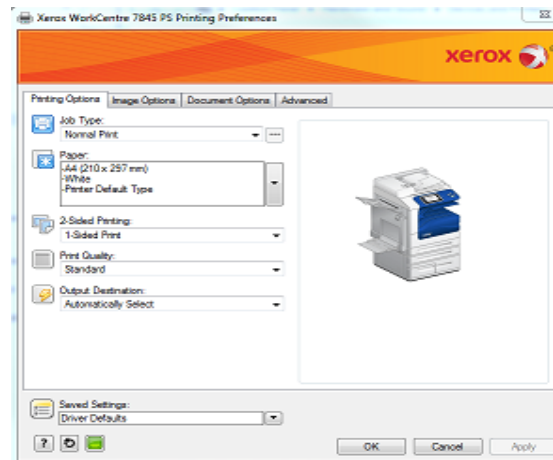 Xerox WorkCentre 7845 PS Printing Preferences
xerox
Printing Options Image Options Document Options Advanced
Job Type:
Normal Print
Paper:
-A4 (210 x 297 mm)
-White
-Printer Default Type
2-Sided Printing:
1-Sided Print
Print Quality:
Standard
Output Destination:
Automatically Select
Saved Settings:
Driver Defaults
?
OK Cancel Apply